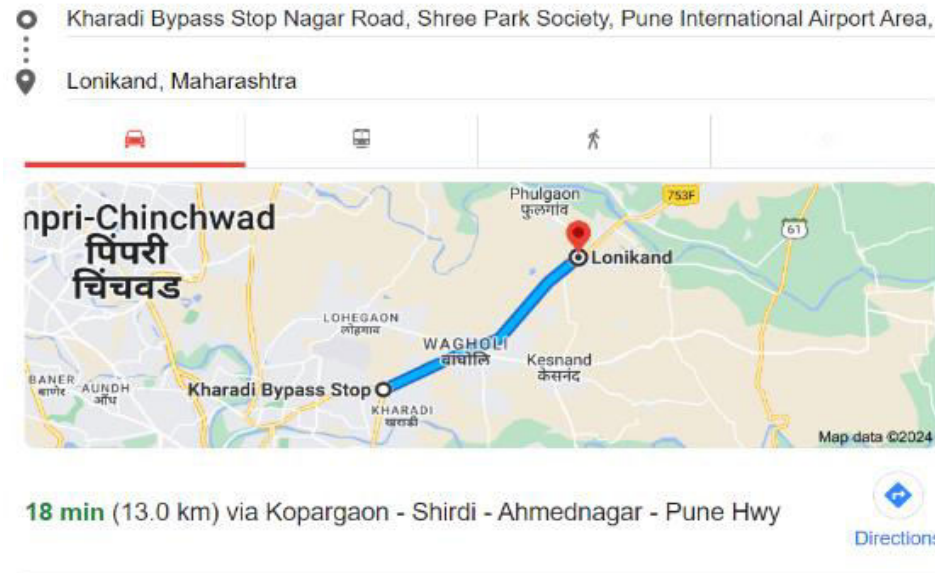 Kharadi Bypass Stop Nagar Road, Shree Park Society, Pune International Airport Area,
Lonikand, Maharashtra
Phulgaon
फुलगांव
753F
61
npri-Chinchwad
पिंपरी
चिंचवड
Lonikand
LOHEGAON
लोहगाव
WAGHOLI
वाघोलि
Kesnand
केसनंद
BANER
बाणेर
AUNDH
औंध
Kharadi Bypass Stop
KHARADI
खराडी
Map data ©2024
18 min (13.0 km) via Kopargaon - Shirdi - Ahmednagar - Pune Hwy
Directions